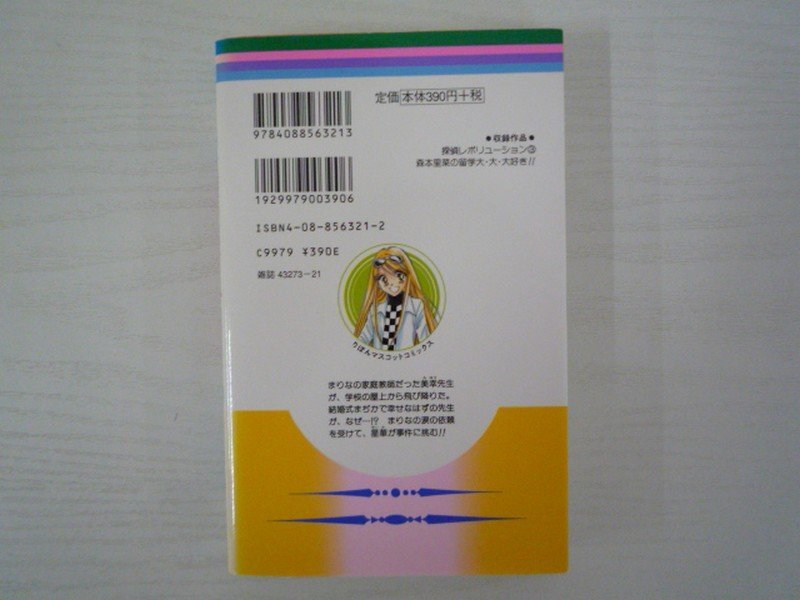 9784088563213
定価 本体390円+税
1929979003906
●収録作品●
探偵レボリューション③
森本里菜の留学大・大・大好き!!
ISBN4-08-856321-2
C9979 ¥390E
雑誌 43273-21
りぼんマスコットコミックス
まりなの家庭教師だった美幸先生
が、学校の屋上から飛び降りた。
結婚式まぢかで幸せなはずの先生
が、なぜ…!? まりなの涙の依頼
を受けて、星華が事件に挑む!!